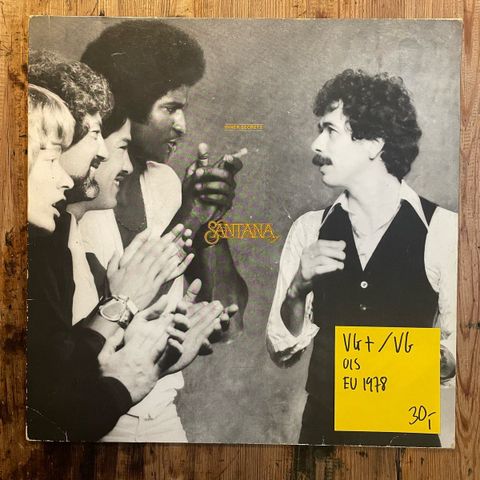 INNER SECRETS
SANTANA
VG+/VG
OIS
EU 1978
30,-